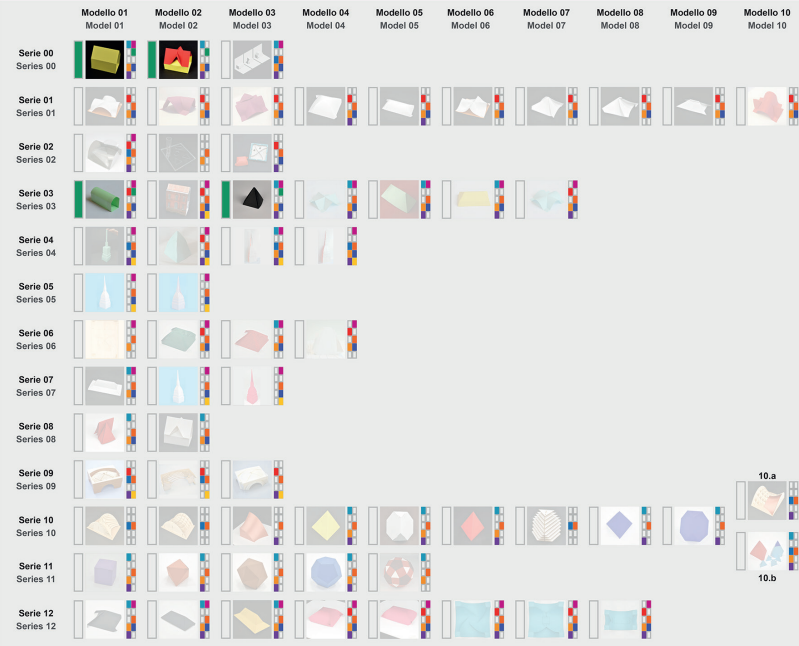 Modello 01 Modello 02 Modello 03 Modello 04 Modello 05 Modello 06 Modello 07 Modello 08 Modello 09 Modello 10
Model 01 Model 02 Model 03 Model 04 Model 05 Model 06 Model 07 Model 08 Model 09 Model 10
Serie 00
Series 00
Serie 01
Series 01
Serie 02
Series 02
Serie 03
Series 03
Serie 04
Series 04
Serie 05
Series 05
Serie 06
Series 06
Serie 07
Series 07
Serie 08
Series 08
Serie 09
Series 09
10.a
Serie 10
Series 10
Serie 11
Series 11
10.b
Serie 12
Series 12